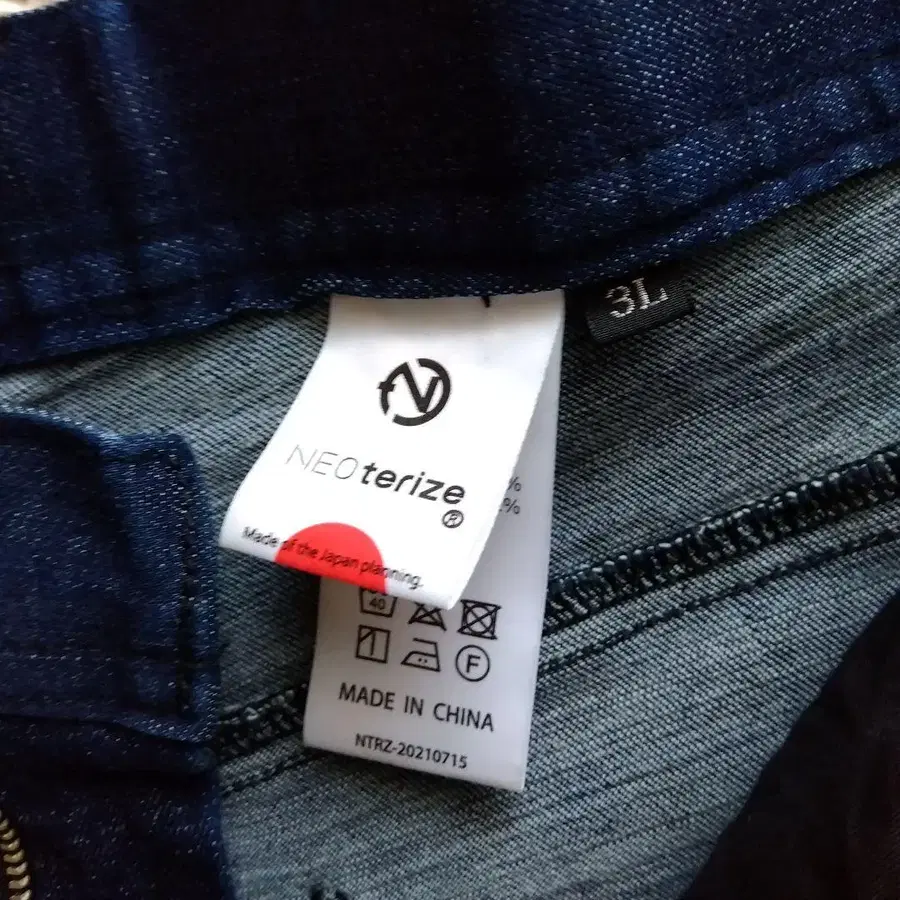 3L
NEOterize
®
Made of the Japan planning.
%
%
40
F
MADE IN CHINA
NTRZ-20210715